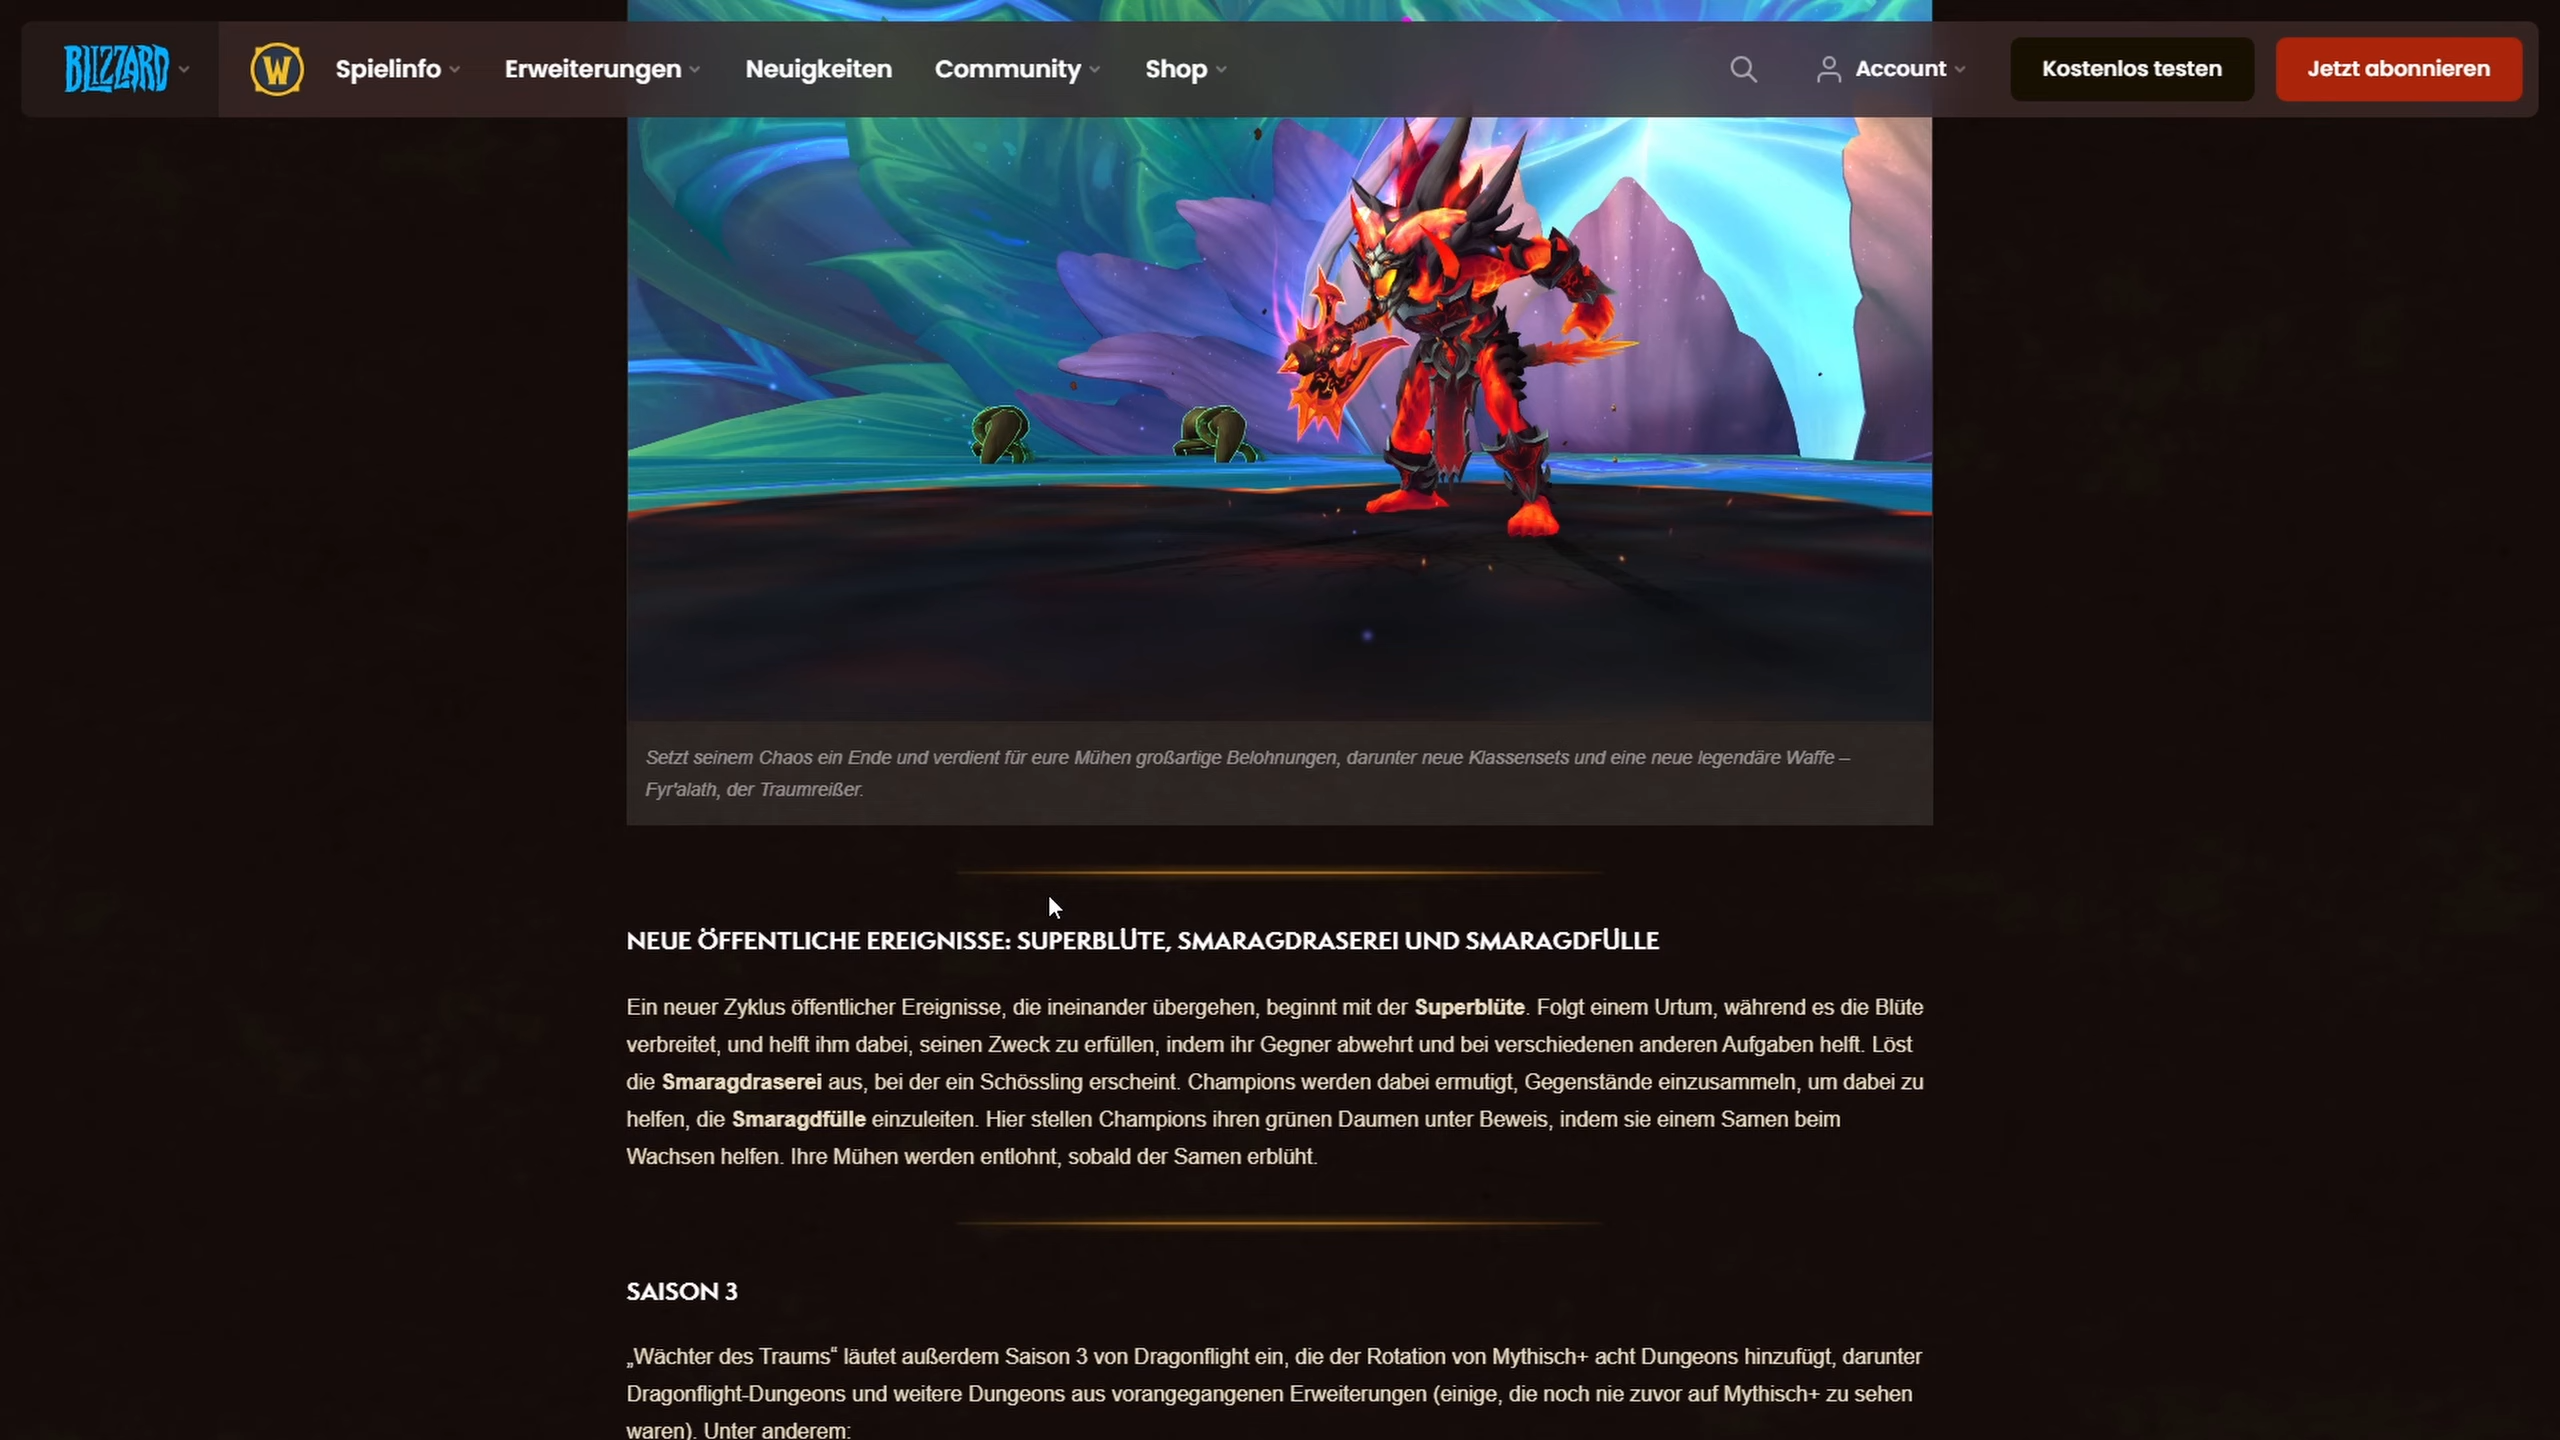 BLIZZARD
W
Spielinfo
Erweiterungen
Neuigkeiten
Community
Shop
Account
Kostenlos testen
Jetzt abonnieren
Setzt seinem Chaos ein Ende und verdient für eure Mühen großartige Belohnungen, darunter neue Klassensets und eine neue legendäre Waffe –
Fyr'alath, der Traumreißer.
NEUE ÖFFENTLICHE EREIGNISSE: SUPERBLÜTE, SMARAGDRASEREI UND SMARAGDFÜLLE
Ein neuer Zyklus öffentlicher Ereignisse, die ineinander übergehen, beginnt mit der Superblüte. Folgt einem Urtum, während es die Blüte
verbreitet, und helft ihm dabei, seinen Zweck zu erfüllen, indem ihr Gegner abwehrt und bei verschiedenen anderen Aufgaben helft. Löst
die Smaragdraserei aus, bei der ein Schössling erscheint. Champions werden dabei ermutigt, Gegenstände einzusammeln, um dabei zu
helfen, die Smaragdfülle einzuleiten. Hier stellen Champions ihren grünen Daumen unter Beweis, indem sie einem Samen beim
Wachsen helfen. Ihre Mühen werden entlohnt, sobald der Samen erblüht.
SAISON 3
„Wächter des Traums“ läutet außerdem Saison 3 von Dragonflight ein, die der Rotation von Mythisch+ acht Dungeons hinzufügt, darunter
Dragonflight-Dungeons und weitere Dungeons aus vorangegangenen Erweiterungen (einige, die noch nie zuvor auf Mythisch+ zu sehen
waren). Unter anderem: